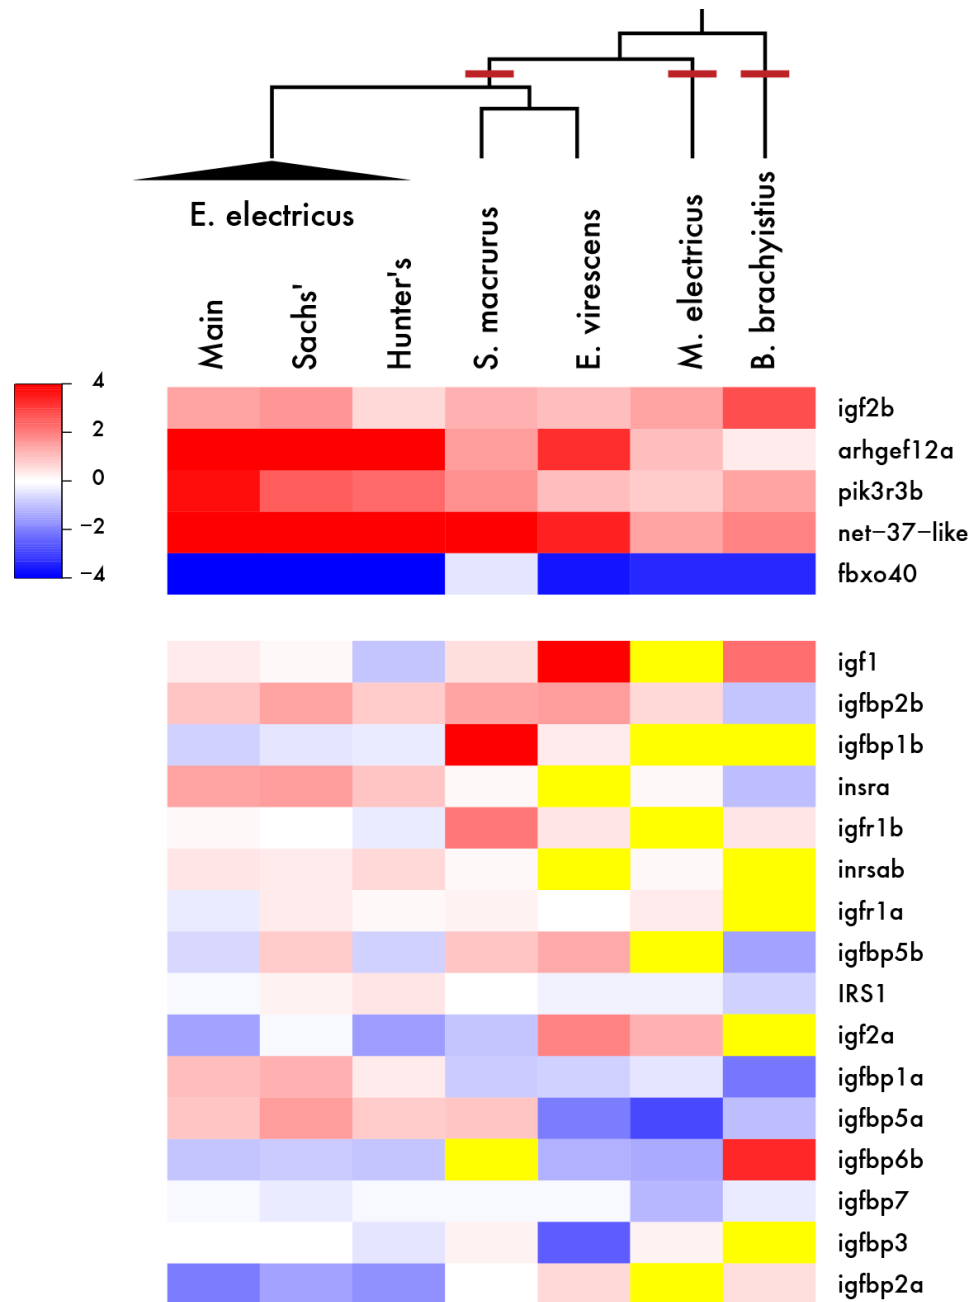 E. electricus
Main
Sachs'
Hunter's
S. macrurus
E. virescens
M. electricus
B. brachyistius
4
2
0
−2
−4
igf2b
arhgef12a
pik3r3b
net−37−like
fbxo40
igf1
igfbp2b
igfbp1b
insra
igfr1b
inrsab
igfr1a
igfbp5b
IRS1
igf2a
igfbp1a
igfbp5a
igfbp6b
igfbp7
igfbp3
igfbp2a